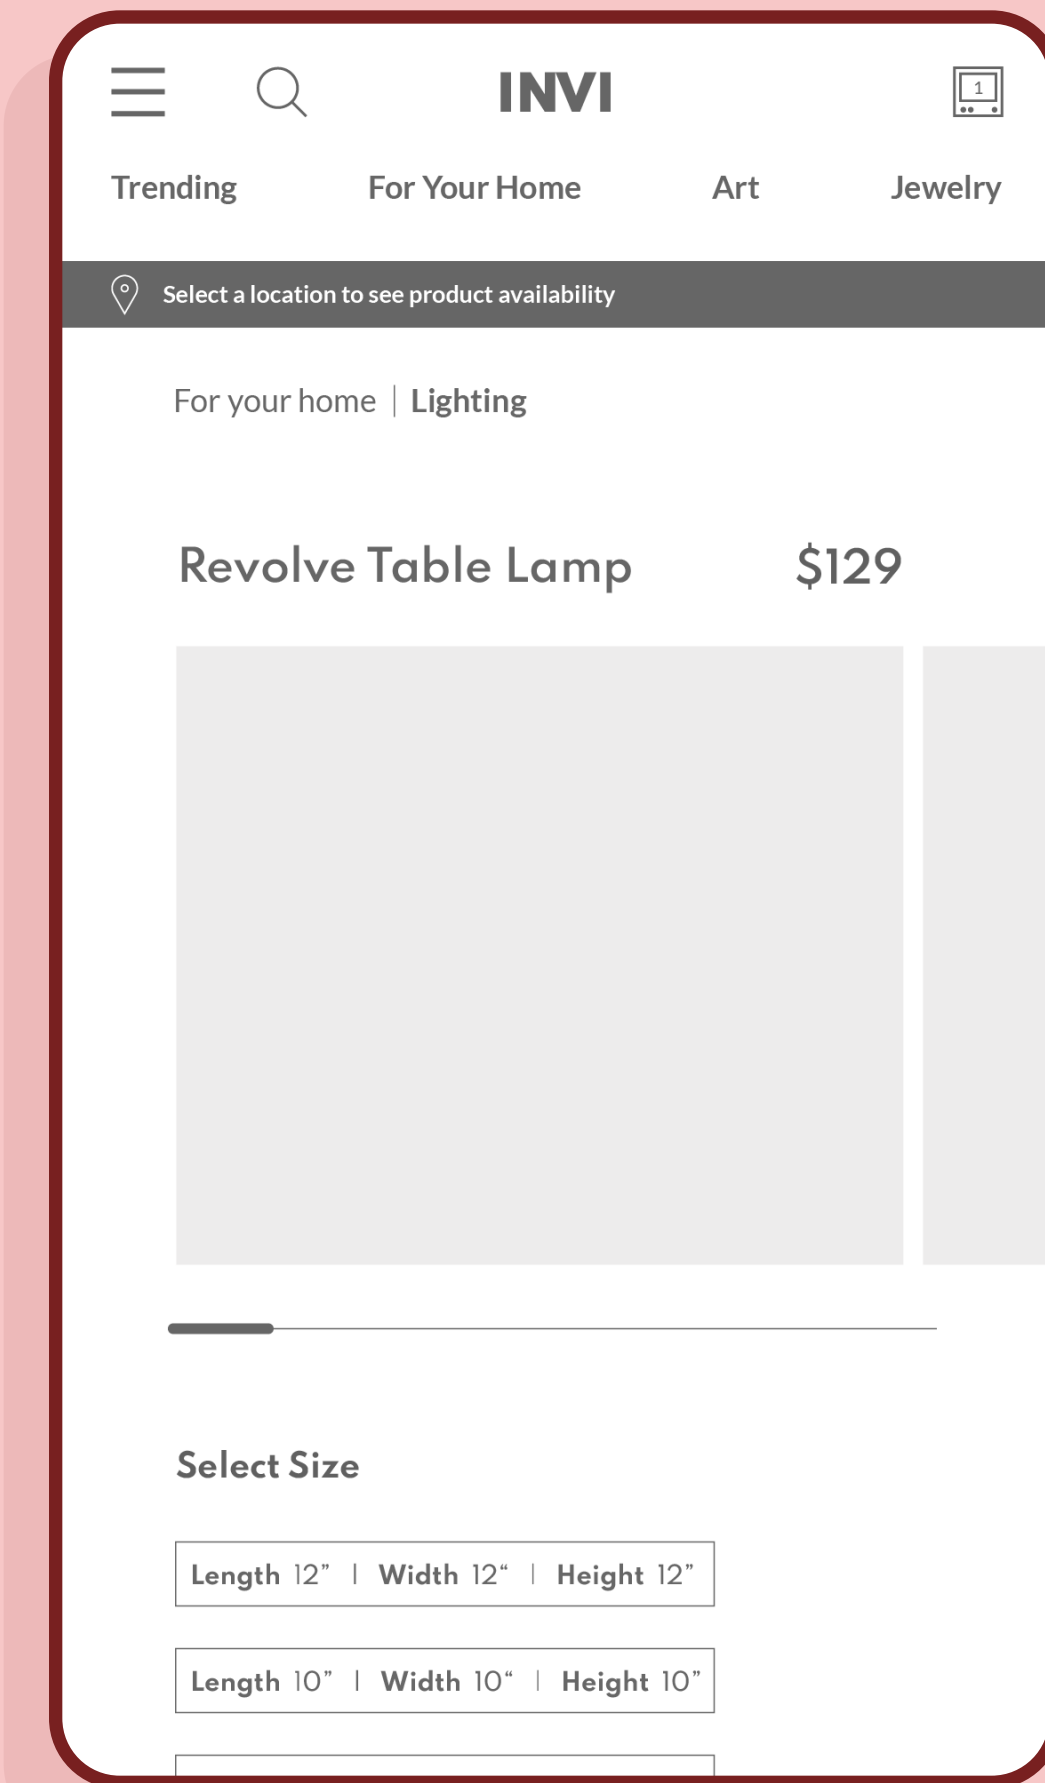 INVI
1
Trending For Your Home Art Jewelry
Select a location to see product availability
For your home | Lighting
Revolve Table Lamp $129
Select Size
Length 12” | Width 12“ | Height 12”
Length 10” | Width 10“ | Height 10”